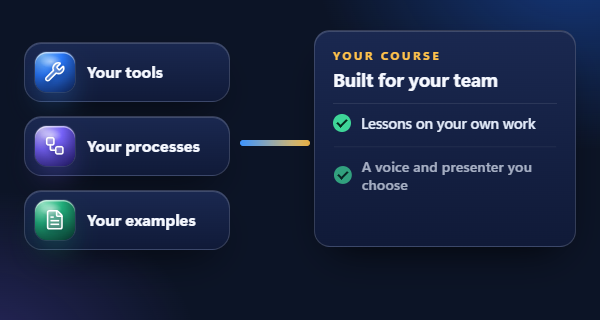 Your tools
Your processes
Your examples
YOUR COURSE
Built for your team
Lessons on your own work
A voice and presenter you
choose